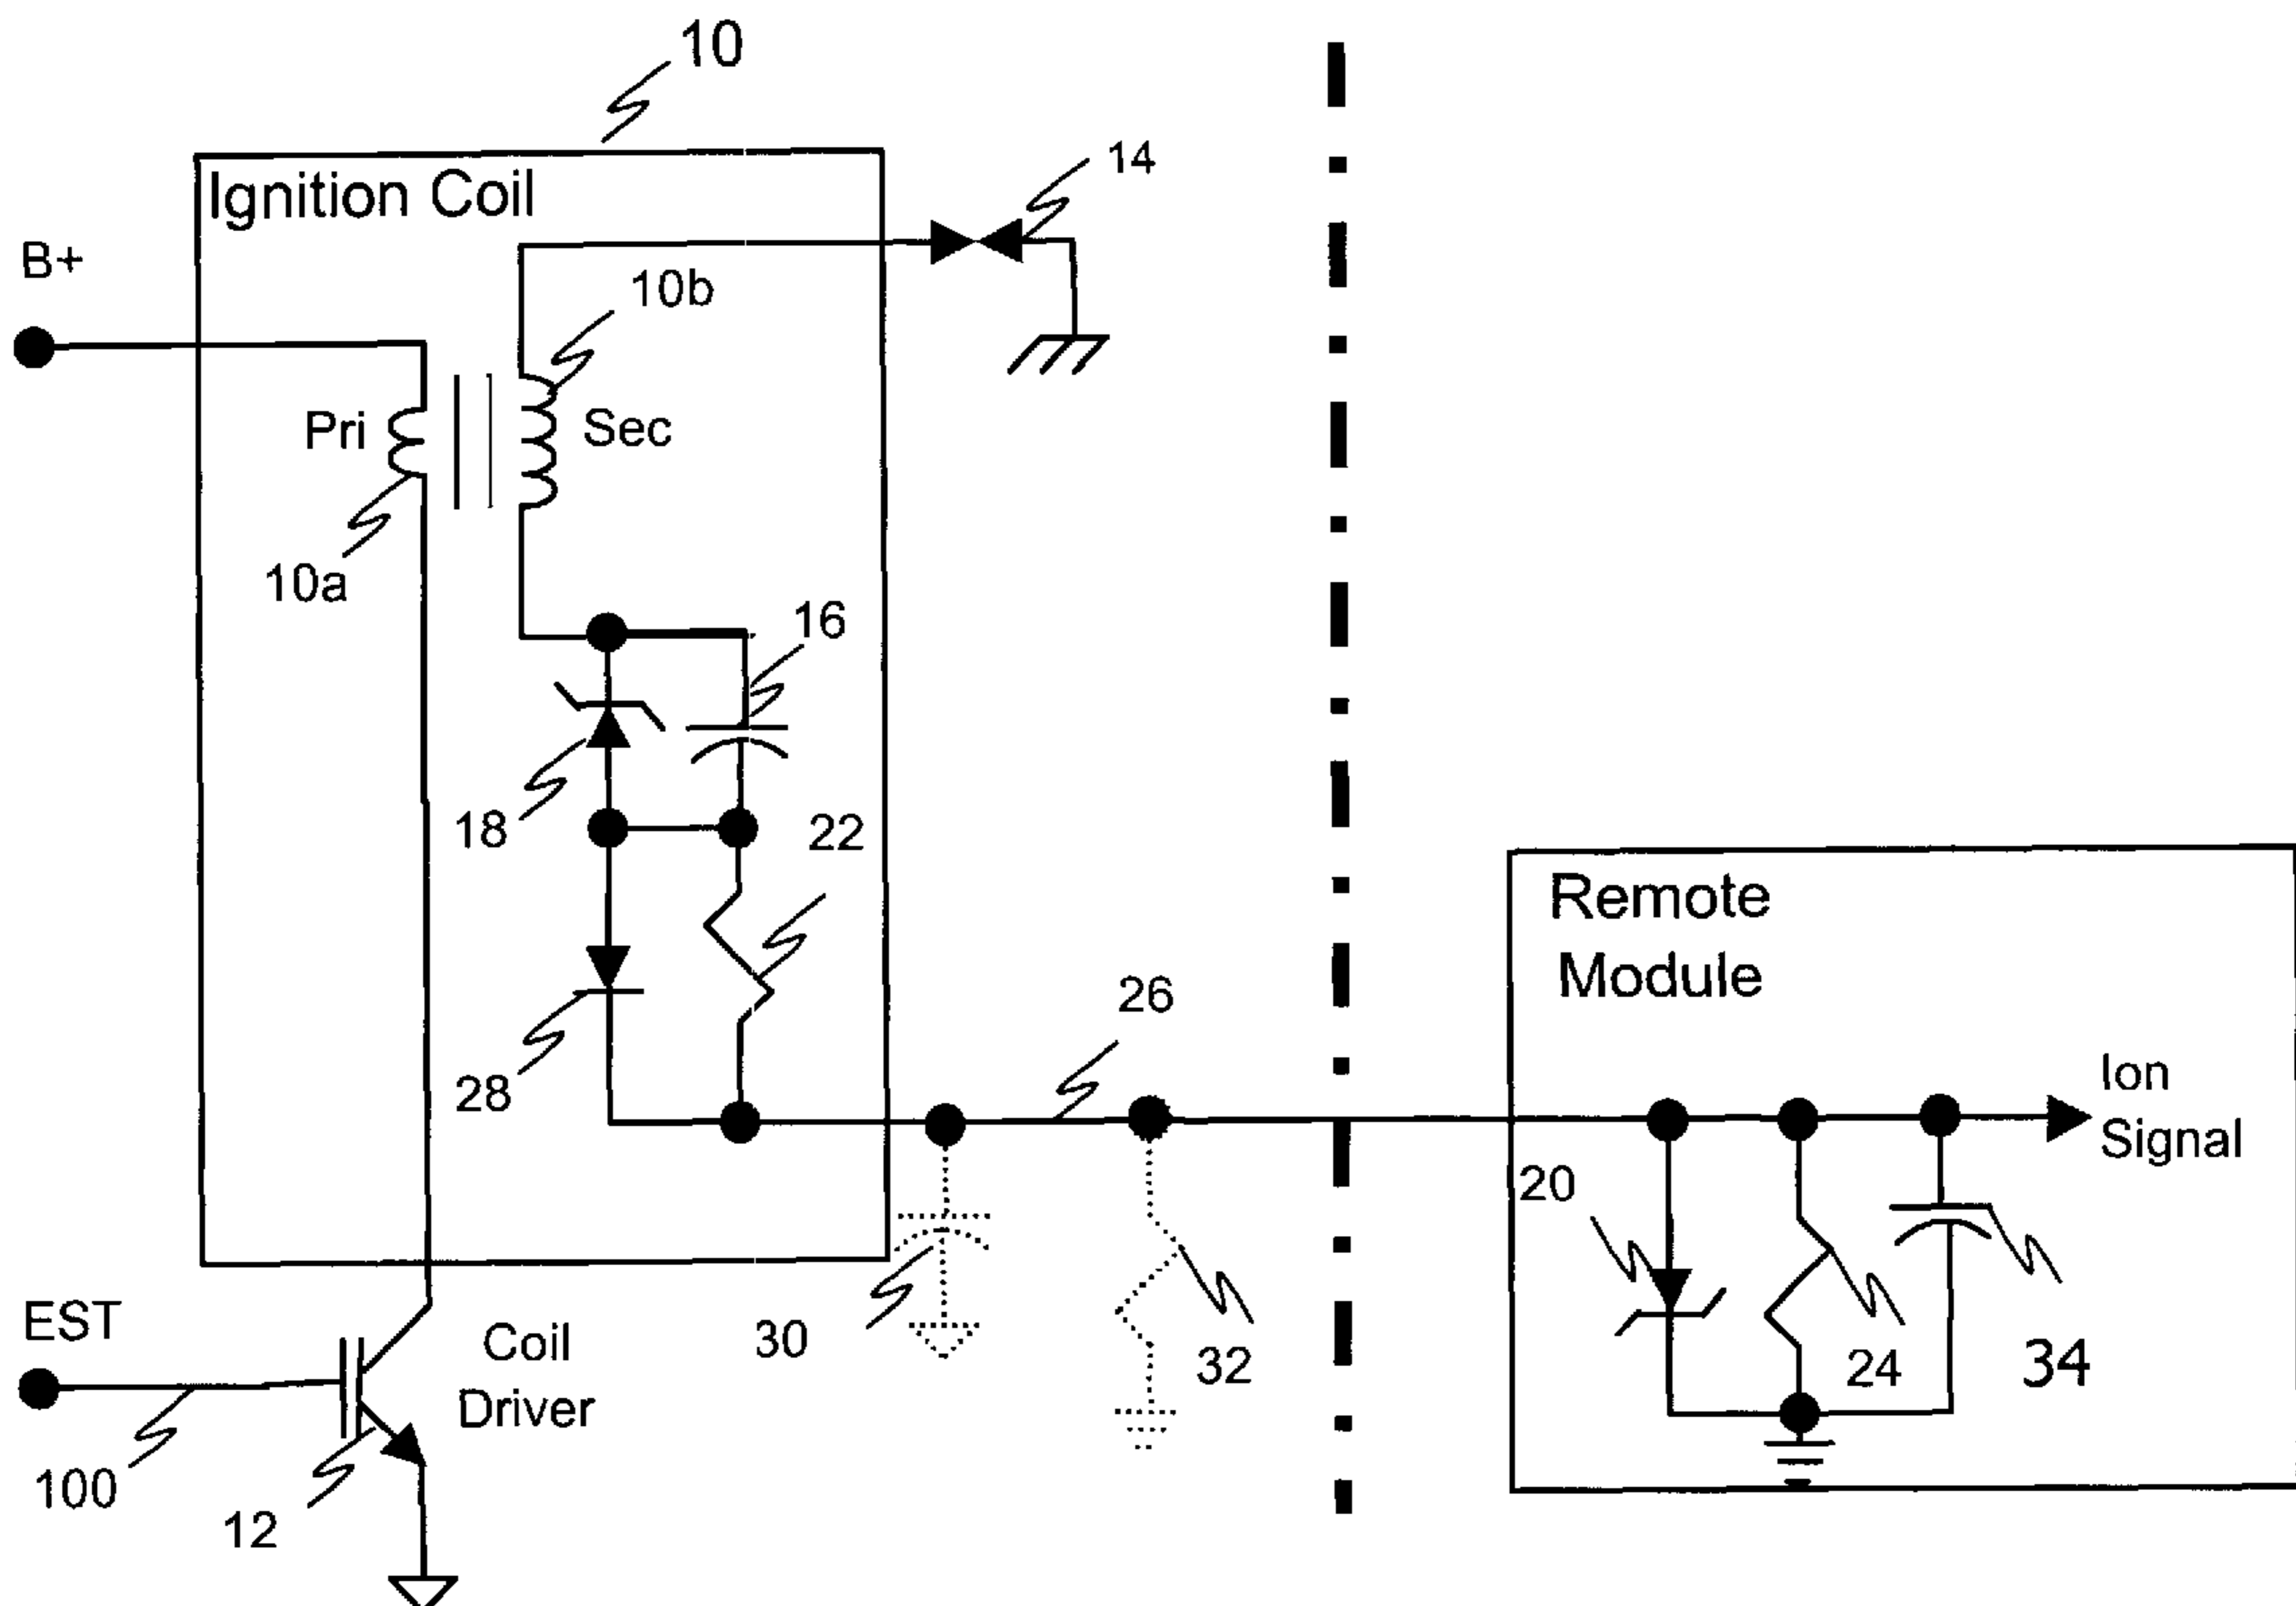 10
Ignition Coil
14
B+
10b
Pri
Sec
10a
16
18
22
Remote
Module
26
28
Ion
Signal
20
EST
Coil
Driver
30
32
24
34
100
12